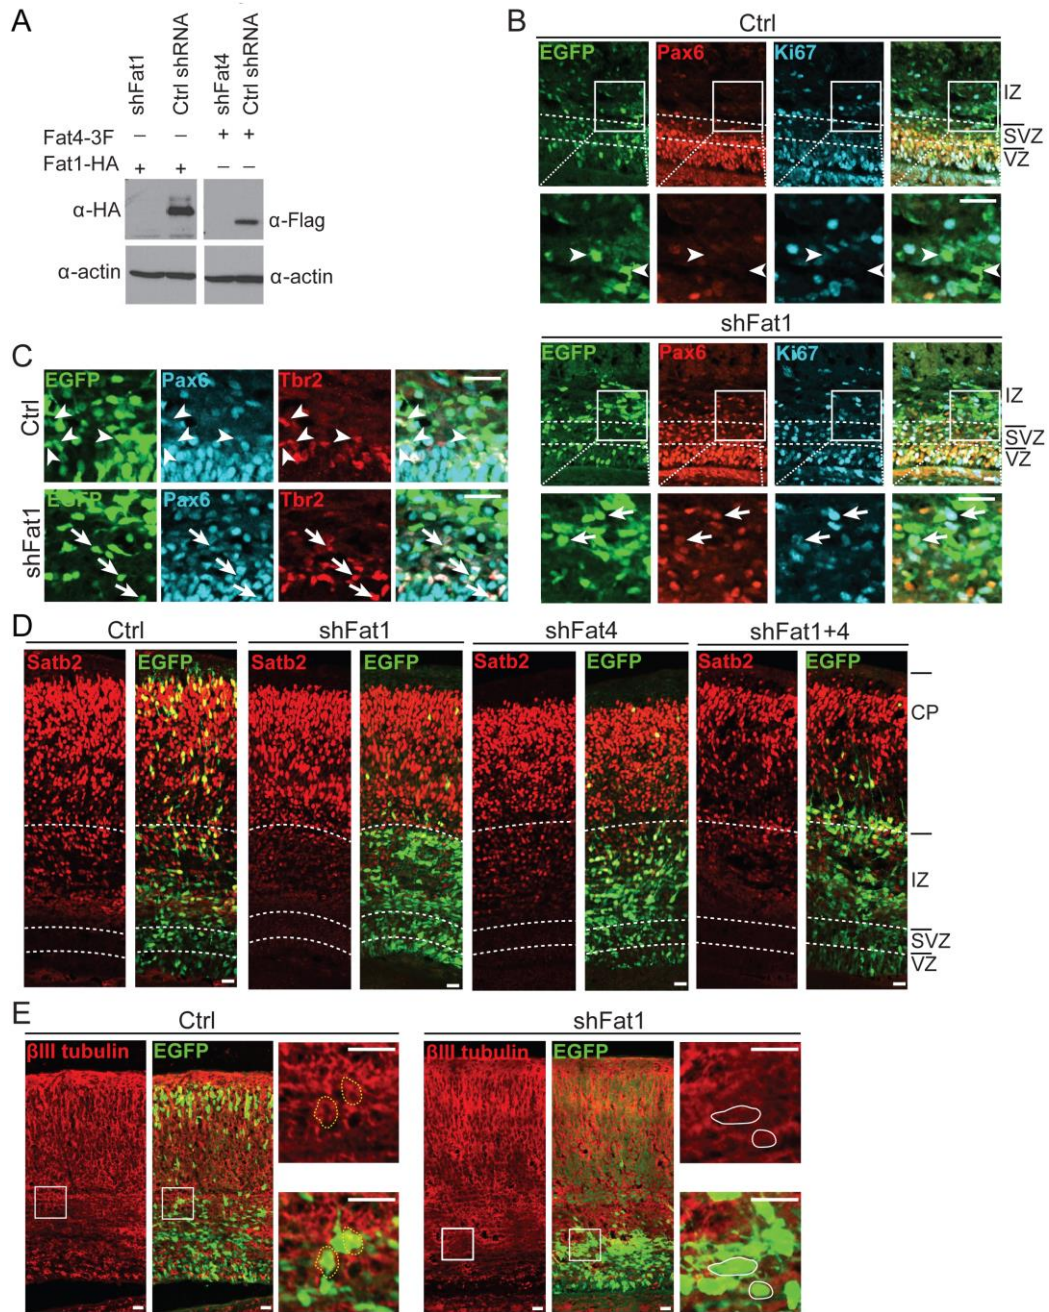 A
shFat1
Ctrl shRNA
shFat4
Ctrl shRNA
Fat4-3F – – + +
Fat1-HA + + – –
α-HA
α-Flag
α-actin
α-actin
B
Ctrl
EGFP Pax6 Ki67
IZ
SVZ
VZ
shFat1
EGFP Pax6 Ki67
IZ
SVZ
VZ
C
Ctrl
EGFP Pax6 Tbr2
shFat1
EGFP Pax6 Tbr2
D
Ctrl shFat1 shFat4 shFat1+4
Satb2 EGFP Satb2 EGFP Satb2 EGFP Satb2 EGFP
CP
IZ
SVZ
VZ
E
Ctrl shFat1
βIII tubulin EGFP βIII tubulin EGFP